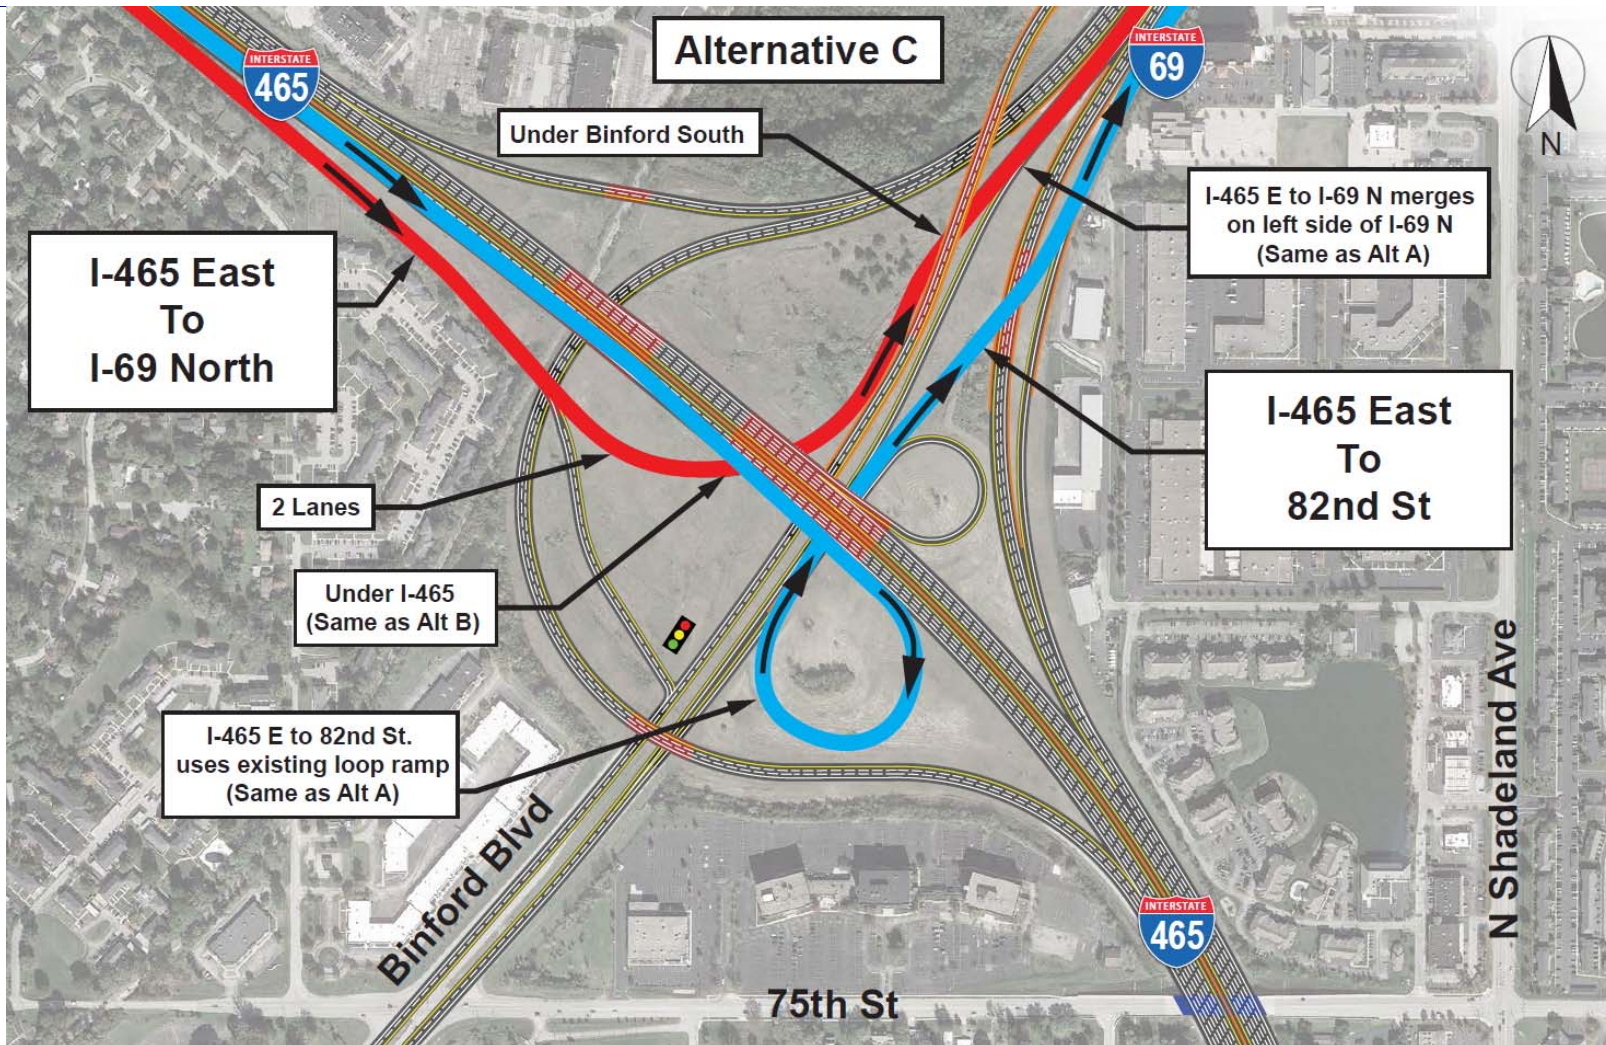 Alternative C
INTERSTATE
465
INTERSTATE
69
N
Under Binford South
I-465 E to I-69 N merges
on left side of I-69 N
(Same as Alt A)
I-465 East
To
I-69 North
I-465 East
To
82nd St
2 Lanes
Under I-465
(Same as Alt B)
I-465 E to 82nd St.
uses existing loop ramp
(Same as Alt A)
Binford Blvd
N Shadeland Ave
INTERSTATE
465
75th St